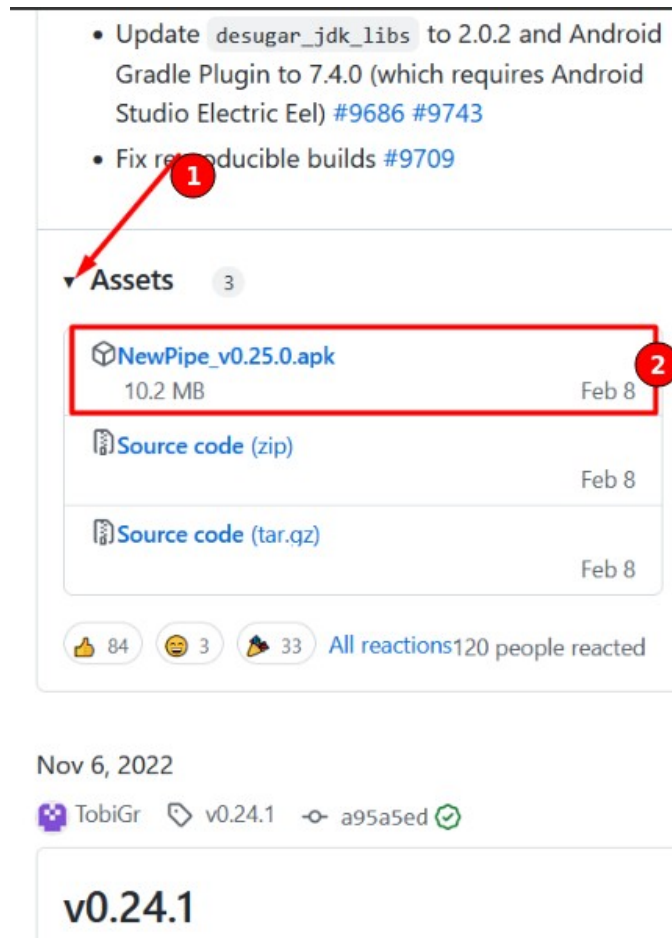 • Update desugar_jdk_libs to 2.0.2 and Android
Gradle Plugin to 7.4.0 (which requires Android
Studio Electric Eel) #9686 #9743
• Fix reproducible builds #9709
1
Assets 3
NewPipe_v0.25.0.apk
2
10.2 MB Feb 8
Source code (zip)
Feb 8
Source code (tar.gz)
Feb 8
84 3 33 All reactions 120 people reacted
Nov 6, 2022
TobiGr v0.24.1 a95a5ed
v0.24.1